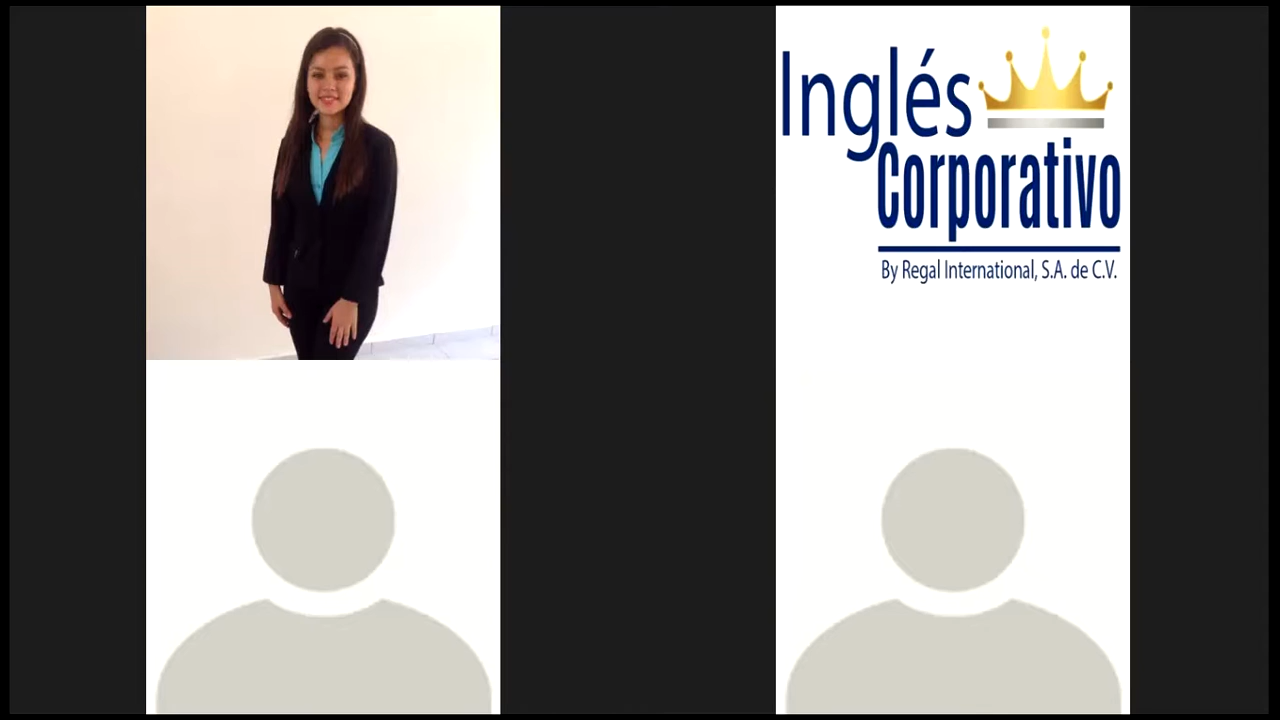 Inglés
Corporativo
By Regal International, S.A. de C.V.